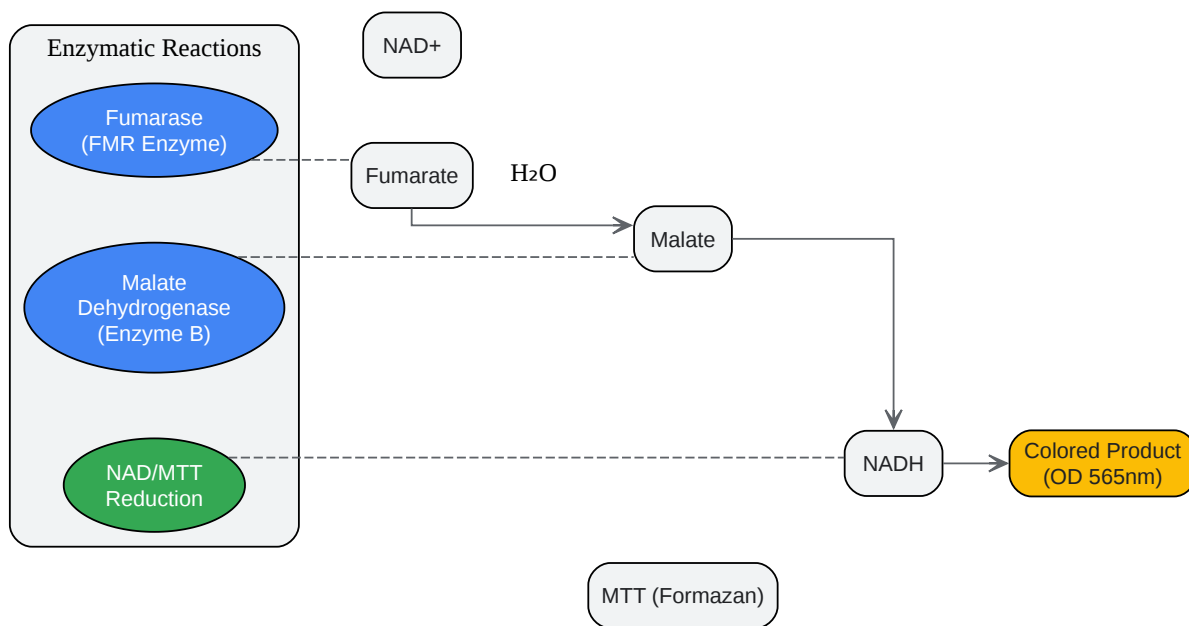 Enzymatic Reactions
NAD+
Fumarase
(FMR Enzyme)
Fumarate
H₂O
Malate
Malate
Dehydrogenase
(Enzyme B)
NAD/MTT
Reduction
NADH
Colored Product
(OD 565nm)
MTT (Formazan)